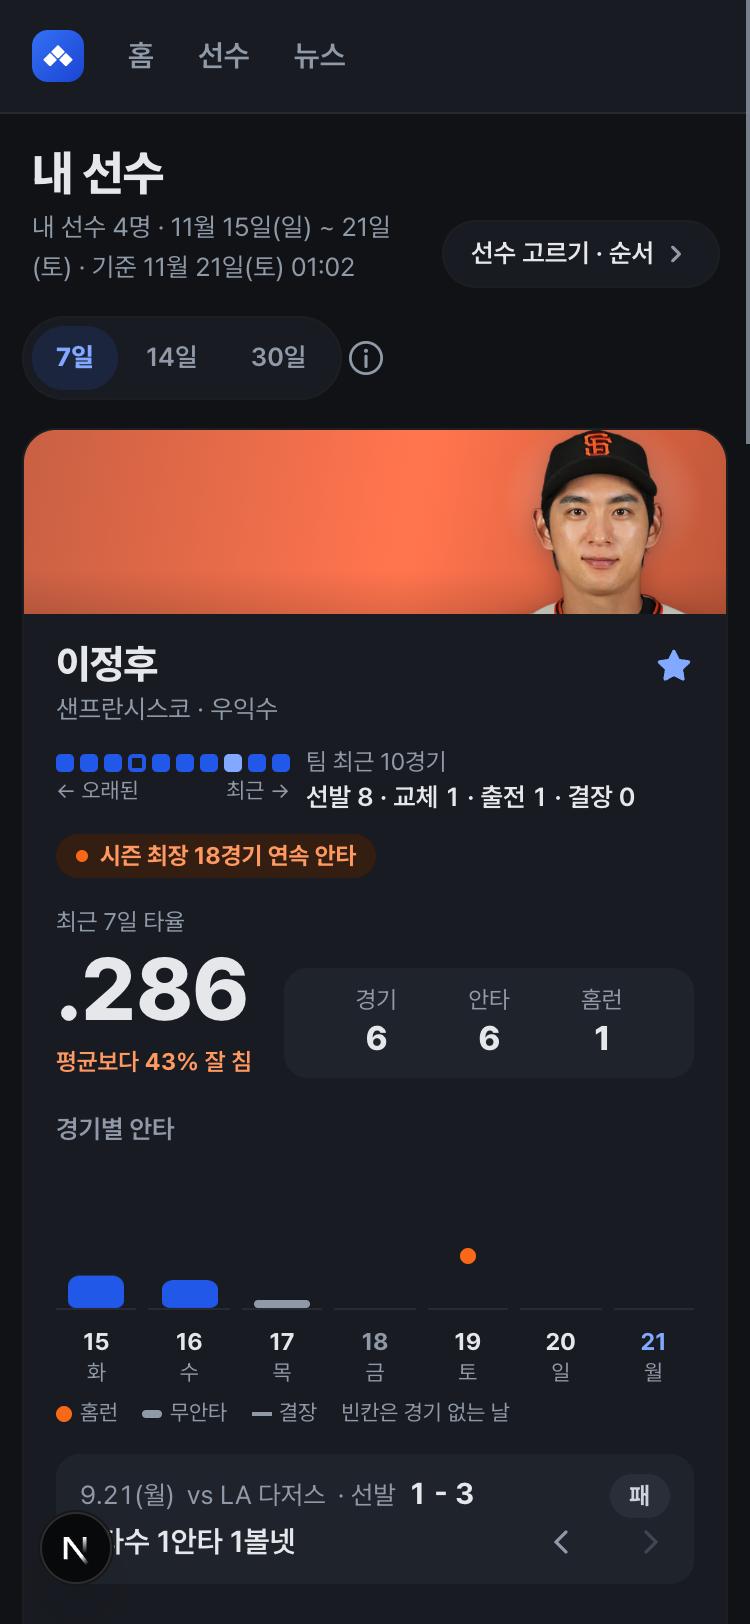 홈 선수 뉴스
내 선수
내 선수 4명 · 11월 15일(일) ~ 21일
(토) · 기준 11월 21일(토) 01:02
선수 고르기 · 순서
7일 14일 30일
SF
이정후
샌프란시스코 · 우익수
팀 최근 10경기
← 오래된 최근 →
선발 8 · 교체 1 · 출전 1 · 결장 0
시즌 최장 18경기 연속 안타
최근 7일 타율
.286
평균보다 43% 잘 침
경기 안타 홈런
6 6 1
경기별 안타
15 16 17 18 19 20 21
화 수 목 금 토 일 월
홈런 무안타 결장 빈칸은 경기 없는 날
9.21(월) vs LA 다저스 · 선발 1 - 3 패
타수 1안타 1볼넷
N